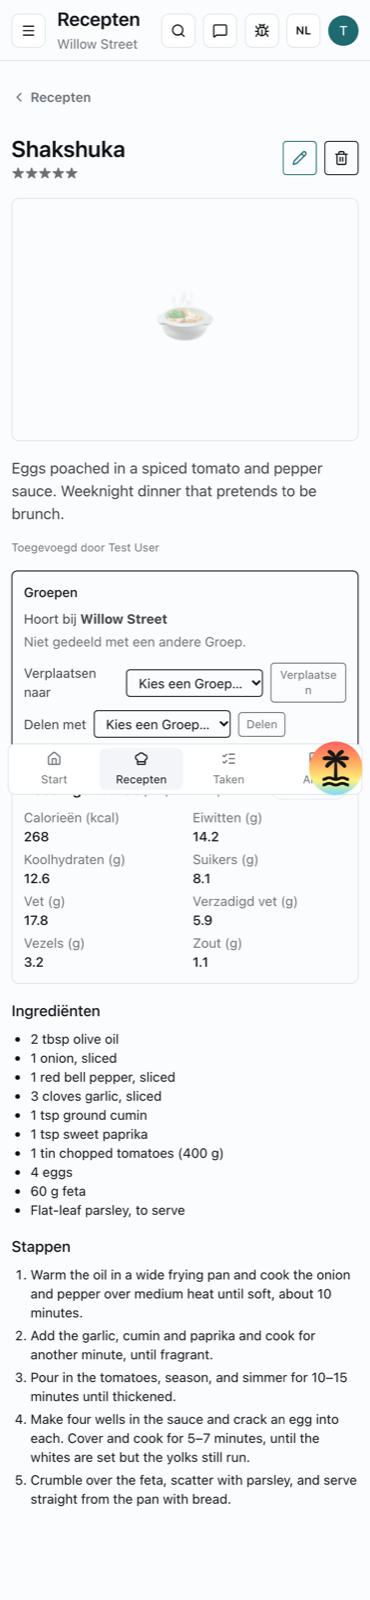 Recepten
Willow Street
NL
T
Recepten
Shakshuka
★★★★★
Eggs poached in a spiced tomato and pepper
sauce. Weeknight dinner that pretends to be
brunch.
Toegevoegd door Test User
Groepen
Hoort bij Willow Street
Niet gedeeld met een andere Groep.
Verplaatsen
naar
Kies een Groep...
Verplaatse
n
Delen met
Kies een Groep...
Delen
Start
Recepten
Taken
Calorieën (kcal)
Eiwitten (g)
268
14.2
Koolhydraten (g)
Suikers (g)
12.6
8.1
Vet (g)
Verzadigd vet (g)
17.8
5.9
Vezels (g)
Zout (g)
3.2
1.1
Ingrediënten
• 2 tbsp olive oil
• 1 onion, sliced
• 1 red bell pepper, sliced
• 3 cloves garlic, sliced
• 1 tsp ground cumin
• 1 tsp sweet paprika
• 1 tin chopped tomatoes (400 g)
• 4 eggs
• 60 g feta
• Flat-leaf parsley, to serve
Stappen
1. Warm the oil in a wide frying pan and cook the onion
and pepper over medium heat until soft, about 10
minutes.
2. Add the garlic, cumin and paprika and cook for
another minute, until fragrant.
3. Pour in the tomatoes, season, and simmer for 10–15
minutes until thickened.
4. Make four wells in the sauce and crack an egg into
each. Cover and cook for 5–7 minutes, until the
whites are set but the yolks still run.
5. Crumble over the feta, scatter with parsley, and serve
straight from the pan with bread.